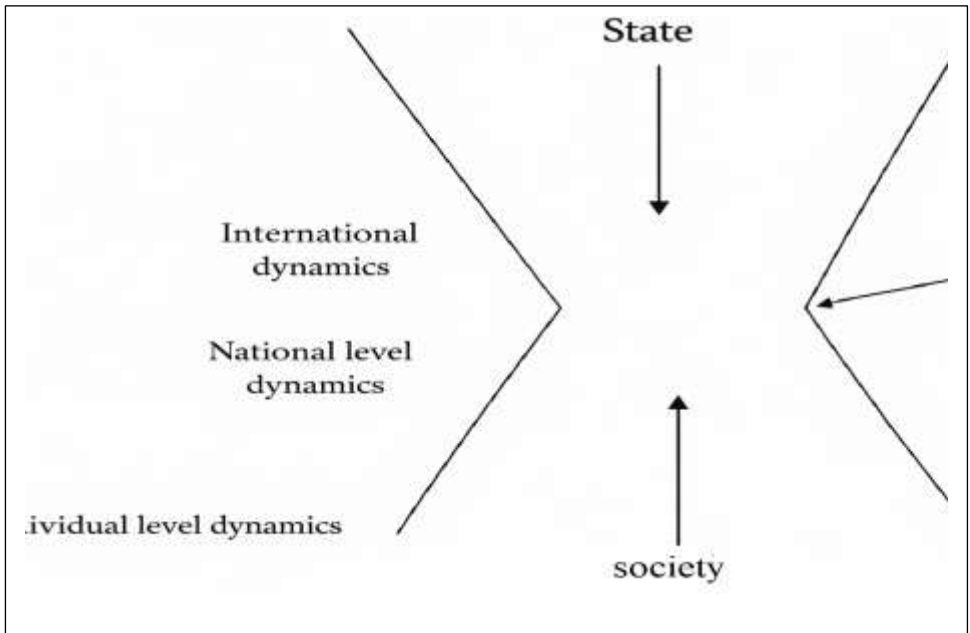 State
International
dynamics
National level
dynamics
ividual level dynamics
society